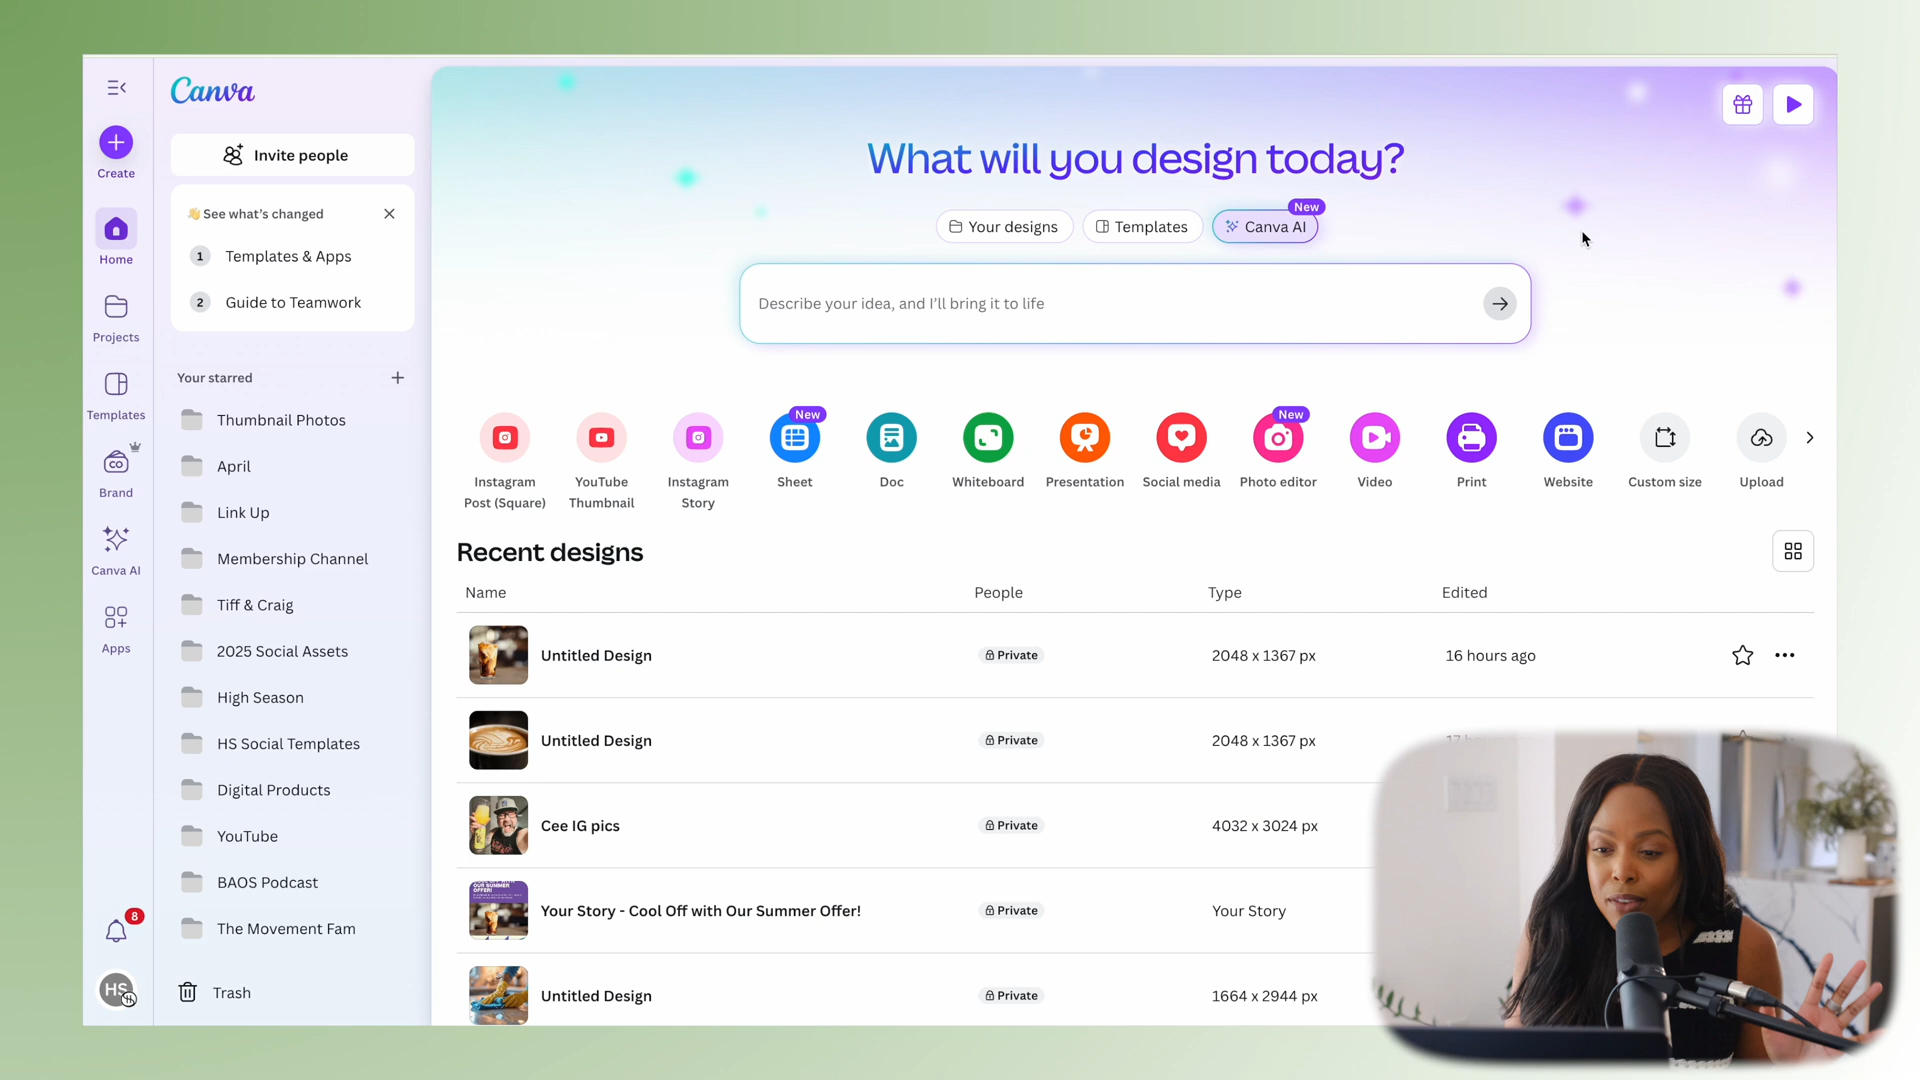 Canva
Create
Home
Projects
Templates
Brand
Canva AI
Apps
8
HS
Invite people
👋 See what's changed
1 Templates & Apps
2 Guide to Teamwork
Your starred
Thumbnail Photos
April
Link Up
Membership Channel
Tiff & Craig
2025 Social Assets
High Season
HS Social Templates
Digital Products
YouTube
BAOS Podcast
The Movement Fam
Trash
What will you design today?
New
Your designs
Templates
Canva AI
Describe your idea, and I'll bring it to life
Instagram
Post (Square)
YouTube
Thumbnail
Instagram
Story
New
Sheet
Doc
Whiteboard
Presentation
Social media
New
Photo editor
Video
Print
Website
Custom size
Upload
Recent designs
Name People Type Edited
Untitled Design Private 2048 x 1367 px 16 hours ago
Untitled Design Private 2048 x 1367 px
Cee IG pics Private 4032 x 3024 px
OUR SUMMER
OFFER!
Your Story - Cool Off with Our Summer Offer! Private Your Story
Untitled Design Private 1664 x 2944 px